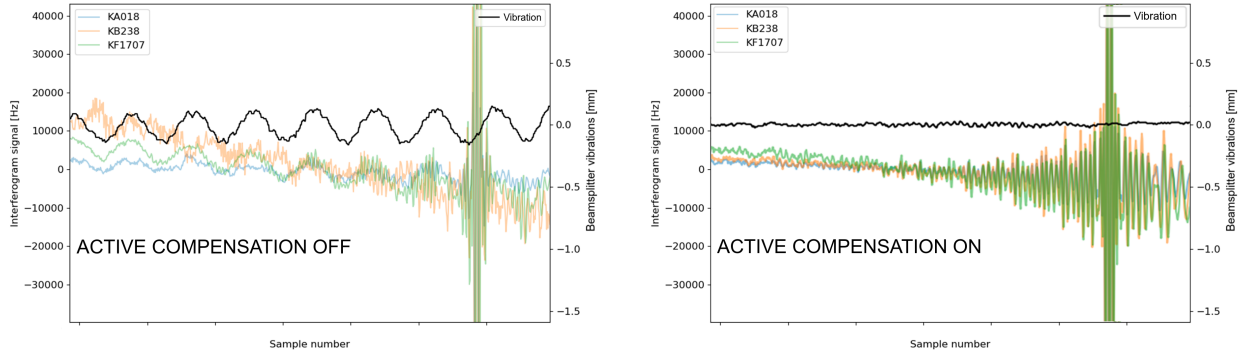 KA018
KB238
KF1707
Vibration
40000
30000
20000
10000
0
−10000
−20000
−30000
0.5
0.0
−0.5
−1.0
−1.5
Interferogram signal [Hz]
Beamsplitter vibrations [mm]
ACTIVE COMPENSATION OFF
Sample number
KA018
KB238
KF1707
Vibration
40000
30000
20000
10000
0
−10000
−20000
−30000
0.5
0.0
−0.5
−1.0
−1.5
Interferogram signal [Hz]
Beamsplitter vibrations [mm]
ACTIVE COMPENSATION ON
Sample number